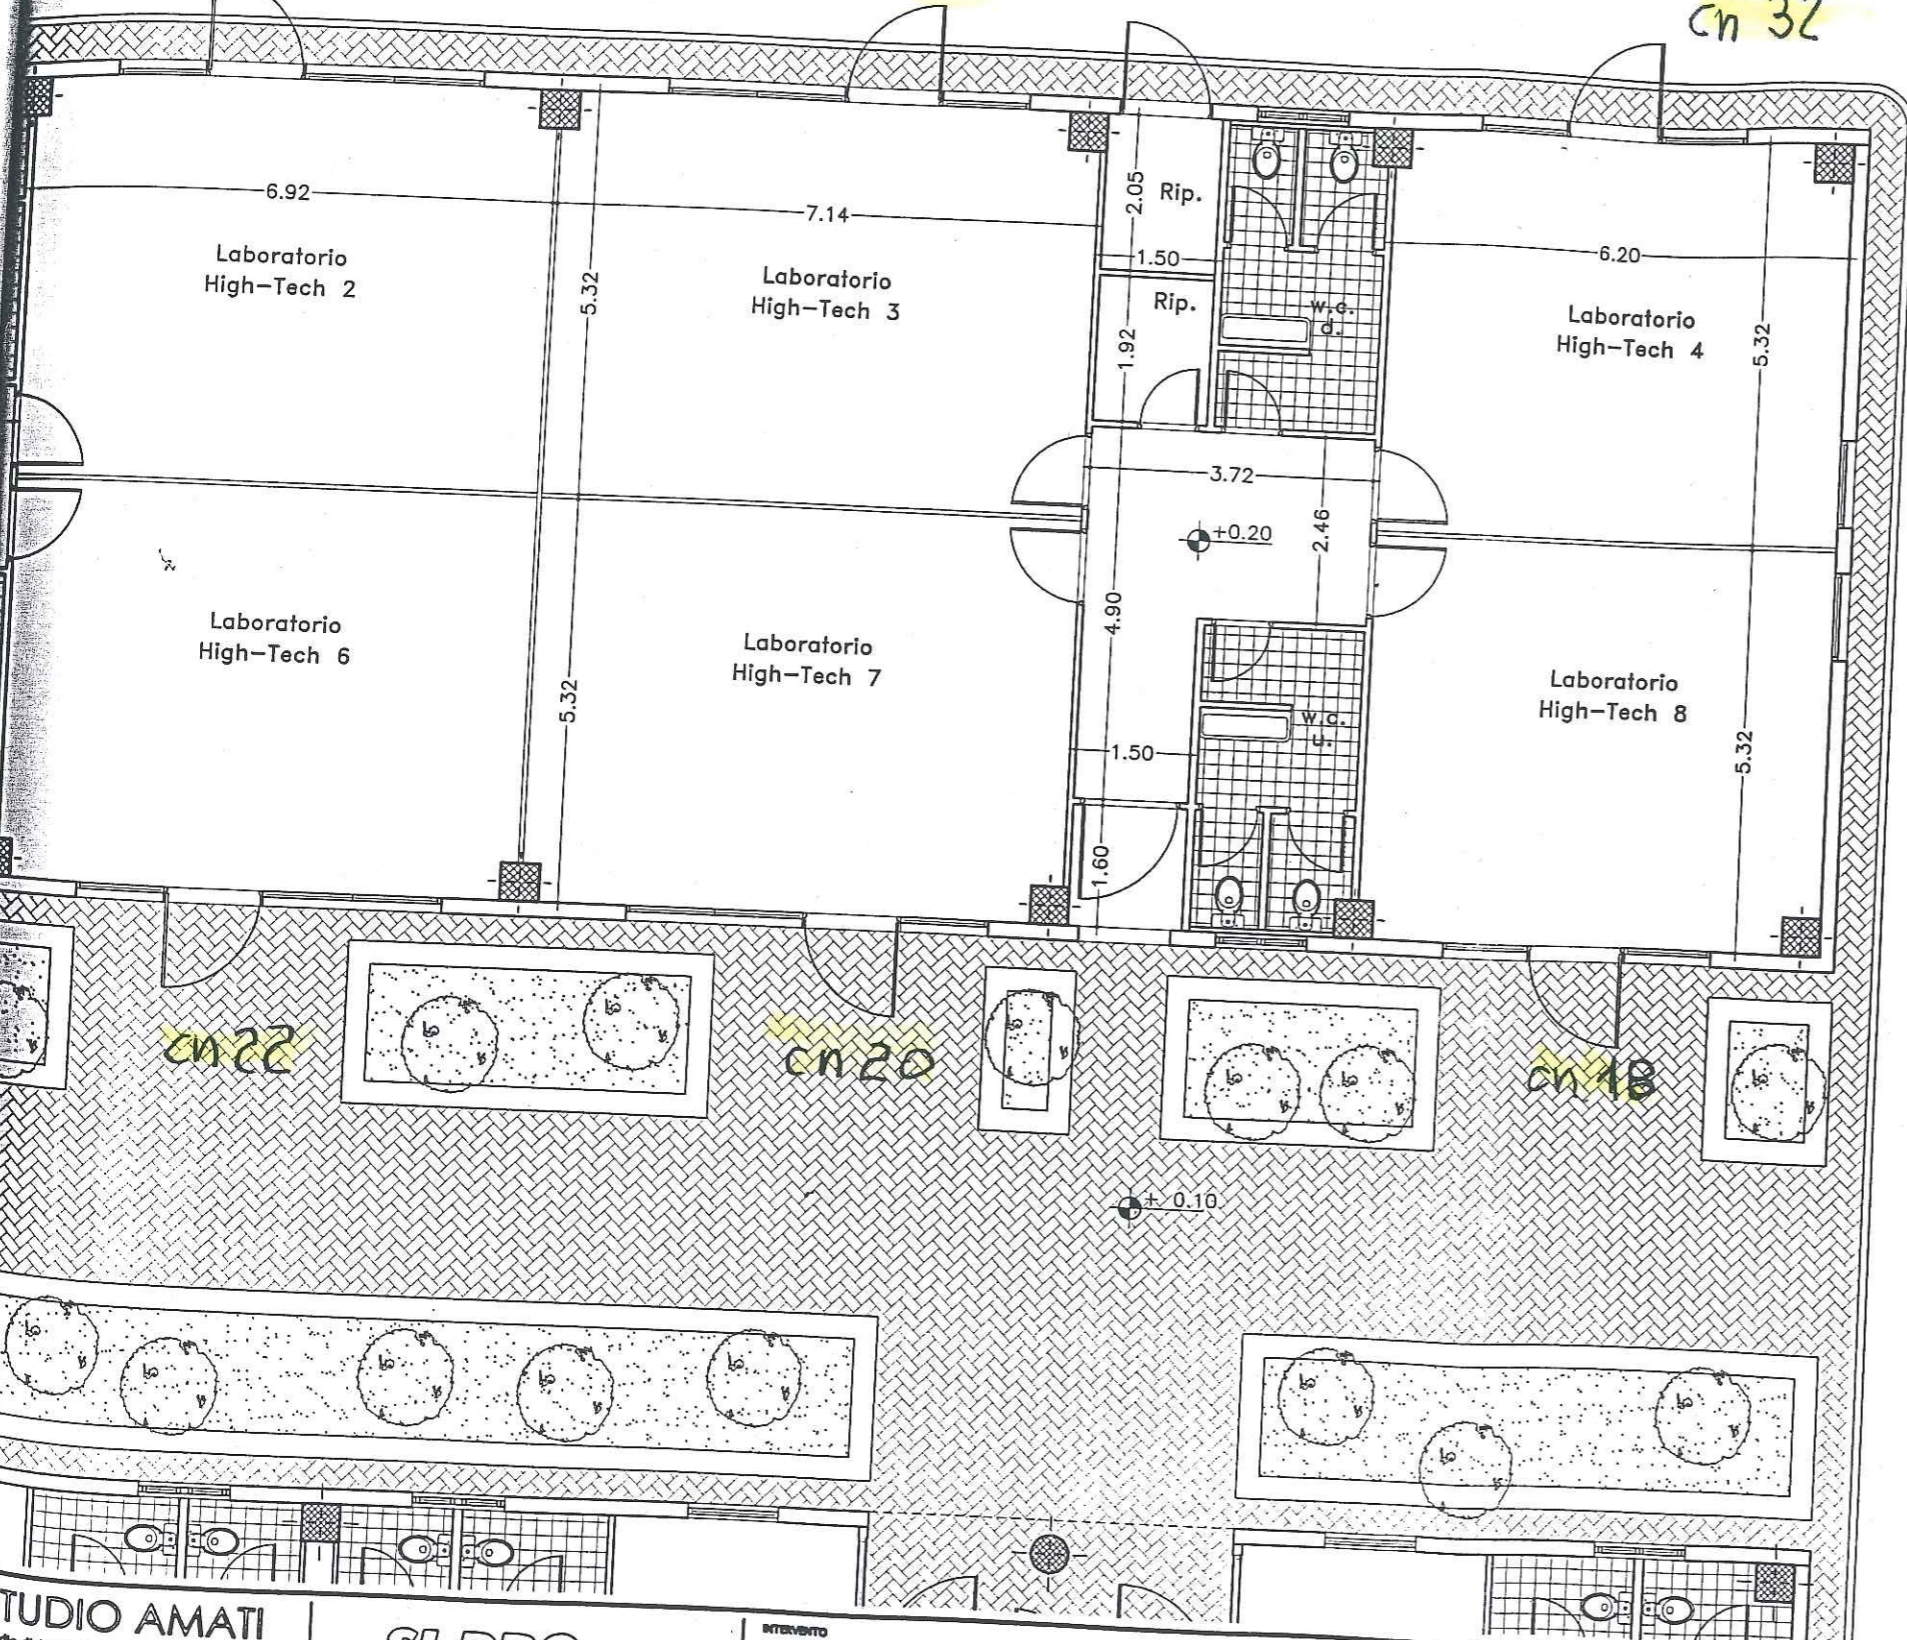 cn 32
6.92
7.14
2.05
Rip.
1.50
6.20
Laboratorio
High-Tech 2
5.32
Laboratorio
High-Tech 3
Rip.
1.92
w.c.
d.
Laboratorio
High-Tech 4
5.32
3.72
+0.20
2.46
4.90
Laboratorio
High-Tech 6
5.32
Laboratorio
High-Tech 7
w.c.
u.
1.50
1.60
Laboratorio
High-Tech 8
5.32
cn 22
cn 20
cn 18
+ 0.10
TUDIO AMATI
INTERVENTO